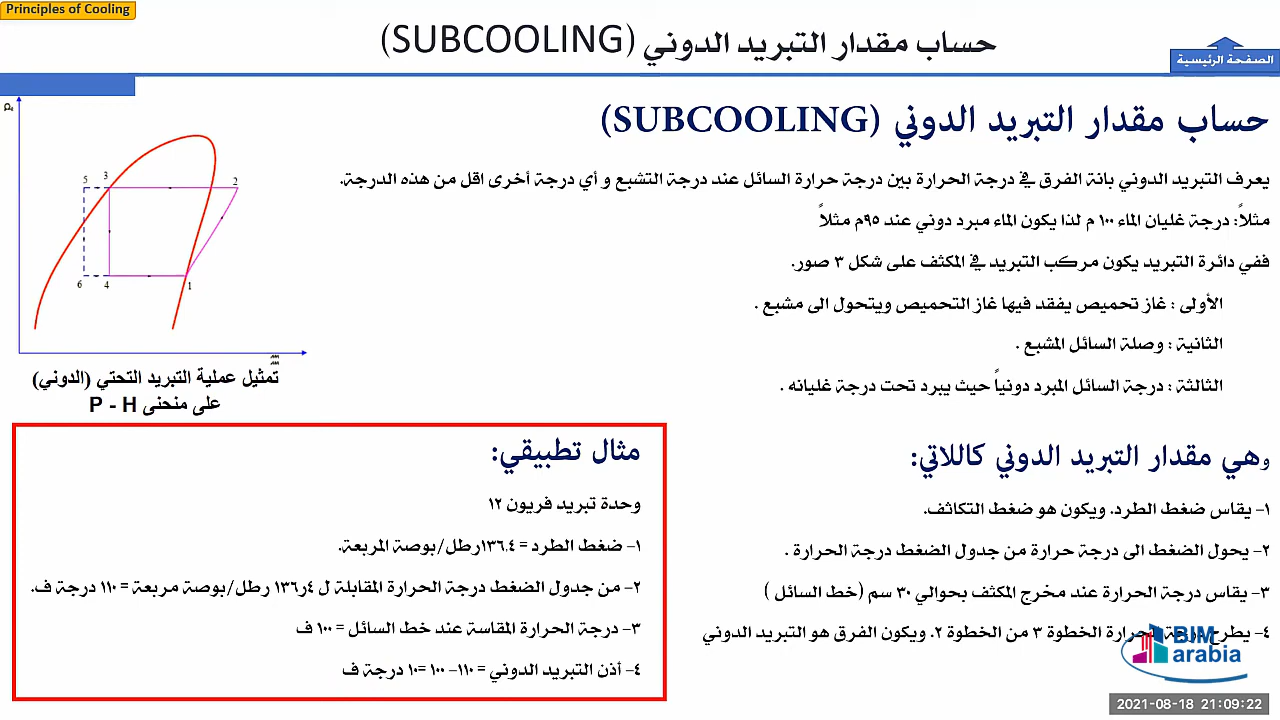 Principles of Cooling
حساب مقدار التبريد الدوني (SUBCOOLING)
الصفحة الرئيسية
حساب مقدار التبريد الدوني (SUBCOOLING)
يعرف التبريد الدوني بانة الفرق في درجة الحرارة بين درجة حرارة السائل عند درجة التشبع و أي درجة أخرى اقل من هذه الدرجة.
مثلاً: درجة غليان الماء ١٠٠ م لذا يكون الماء مبرد دوني عند ٩٥م مثلاً
ففي دائرة التبريد يكون مركب التبريد في المكثف على شكل ٣ صور.
الأولى : غاز تحميص يفقد فيها غاز التحميص ويتحول الى مشبع .
الثانية : وصلة السائل المشبع .
الثالثة : درجة السائل المبرد دونياً حيث يبرد تحت درجة غليانه .
5 3 2
6 4 1
تمثيل عملية التبريد التحتي (الدوني)
على منحنى P - H
وهي مقدار التبريد الدوني كاللاتي:
١- يقاس ضغط الطرد. ويكون هو ضغط التكاثف.
٢- يحول الضغط الى درجة حرارة من جدول الضغط درجة الحرارة .
٣- يقاس درجة الحرارة عند مخرج المكثف بحوالي ٣٠ سم (خط السائل )
٤- يطرح درجة الحرارة الخطوة ٣ من الخطوة ٢. ويكون الفرق هو التبريد الدوني
مثال تطبيقي:
وحدة تبريد فريون ١٢
١- ضغط الطرد = ١٣٦.٤رطل/بوصة المربعة.
٢- من جدول الضغط درجة الحرارة المقابلة ل ١٣٦٫٤ رطل/بوصة مربعة = ١١٠ درجة ف.
٣- درجة الحرارة المقاسة عند خط السائل = ١٠٠ ف
٤- أذن التبريد الدوني = ١١٠- ١٠٠ =١٠ درجة ف
BIM
arabia
2021-08-18 21:09:22